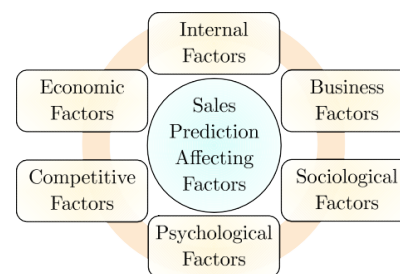 Internal
Factors
Economic
Factors
Business
Factors
Sales
Prediction
Affecting
Factors
Competitive
Factors
Sociological
Factors
Psychological
Factors